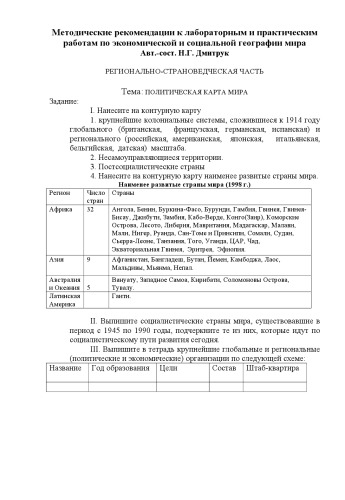 Методические рекомендации к лабораторным и практическим
работам по экономической и социальной географии мира
Авт.-сост. Н.Г. Дмитрук
РЕГИОНАЛЬНО-СТРАНОВЕДЧЕСКАЯ ЧАСТЬ
Тема: ПОЛИТИЧЕСКАЯ КАРТА МИРА
Задание:
I. Нанесите на контурную карту
1. крупнейшие колониальные системы, сложившиеся к 1914 году
глобального (британская, французская, германская, испанская) и
регионального (российская, американская, японская, итальянская,
бельгийская, датская) масштаба.
2. Несамоуправляющиеся территории.
3. Постсоциалистические страны
4. Нанесите на контурную карту наименее развитые страны мира.
Наименее развитые страны мира (1998 г.)
Регион Число Страны
стран
Африка 32 Ангола, Бенин, Буркина-Фасо, Бурунди, Гамбия, Гвинея, Гвинея-
Бисау, Джибути, Замбия, Кабо-Верде, Конго(Заир), Коморские
Острова, Лесото, Либерия, Мавритания, Мадагаскар, Малави,
Мали, Нигер, Руанда, Сан-Томе и Принсипи, Сомали, Судан,
Сьерра-Леоне, Танзания, Того, Уганда, ЦАР, Чад,
Экваториальная Гвинея, Эритрея, Эфиопия.
Азия 9 Афганистан, Бангладеш, Бутан, Йемен, Камбоджа, Лаос,
Мальдивы, Мьянма, Непал.
Австралия Вануату, Западное Самоа, Кирибати, Соломоновы Острова,
и Океания 5 Тувалу.
Латинская Гаити.
Америка
II. Выпишите социалистические страны мира, существовавшие в
период с 1945 по 1990 годы, подчеркните те из них, которые идут по
социалистическому пути развития сегодня.
III. Выпишите в тетрадь крупнейшие глобальные и региональные
(политические и экономические) организации по следующей схеме:
Название Год образования Цели Состав Штаб-квартира